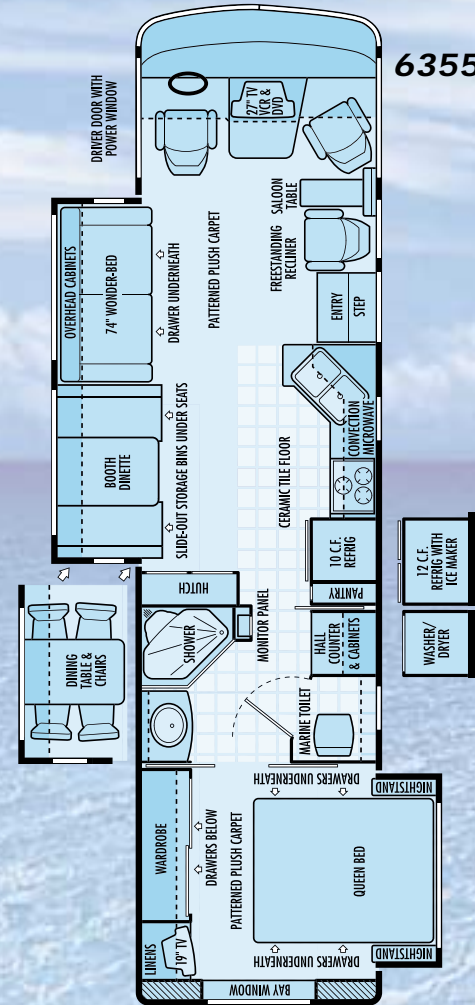 6355
DRIVER DOOR WITH
POWER WINDOW
27" TV
VCR &
DVD
SALOON
TABLE
FREESTANDING
RECLINER
ENTRY
STEP
OVERHEAD CABINETS
74" WONDER-BED
DRAWER UNDERNEATH
PATTERNED PLUSH CARPET
BOOTH
DINETTE
SLIDE-OUT STORAGE BINS UNDER SEATS
CERAMIC TILE FLOOR
CONVECTION
MICROWAVE
10 C.F.
REFRIG
PANTRY
12 C.F.
REFRIG WITH
ICE MAKER
WASHER/
DRYER
HUTCH
DINING
TABLE &
CHAIRS
SHOWER
MONITOR PANEL
HALL
COUNTER
& CABINETS
MARINE TOILET
WARDROBE
DRAWERS BELOW
PATTERNED PLUSH CARPET
DRAWERS UNDERNEATH
NIGHTSTAND
QUEEN BED
LINENS
19" TV
DRAWERS UNDERNEATH
NIGHTSTAND
BAY WINDOW